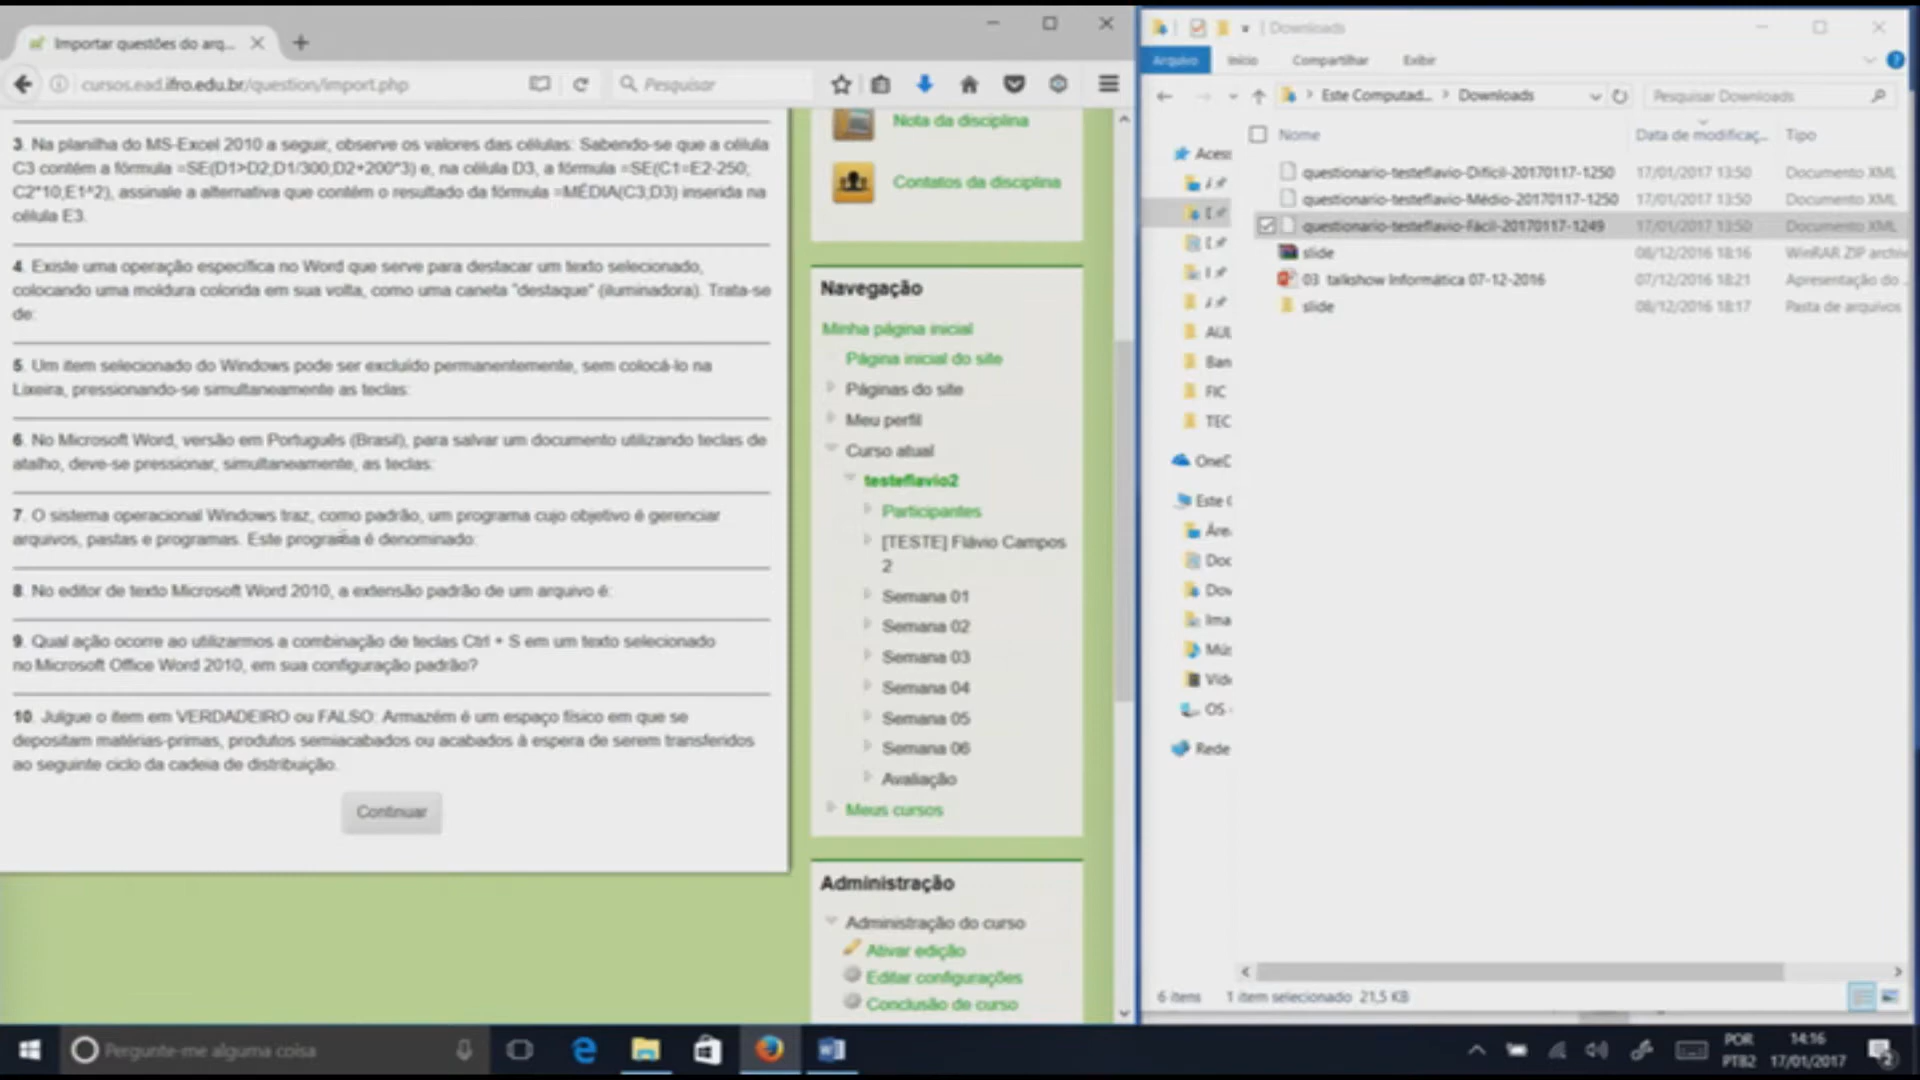 Importar questões do arq...
cursos.ead.ifro.edu.br/question/import.php
Pesquisar
3. Na planilha do MS-Excel 2010 a seguir, observe os valores das células: Sabendo-se que a célula
C3 contém a fórmula =SE(D1>D2;D1/300;D2+200*3) e, na célula D3, a fórmula =SE(C1=E2-250;
C2*10;E1^2), assinale a alternativa que contém o resultado da fórmula =MÉDIA(C3;D3) inserida na
célula E3.
4. Existe uma operação específica no Word que serve para destacar um texto selecionado,
colocando uma moldura colorida em sua volta, como uma caneta "destaque" (iluminadora). Trata-se
de:
5. Um item selecionado do Windows pode ser excluído permanentemente, sem colocá-lo na
Lixeira, pressionando-se simultaneamente as teclas:
6. No Microsoft Word, versão em Português (Brasil), para salvar um documento utilizando teclas de
atalho, deve-se pressionar, simultaneamente, as teclas:
7. O sistema operacional Windows traz, como padrão, um programa cujo objetivo é gerenciar
arquivos, pastas e programas. Este programa é denominado:
8. No editor de texto Microsoft Word 2010, a extensão padrão de um arquivo é:
9. Qual ação ocorre ao utilizarmos a combinação de teclas Ctrl + S em um texto selecionado
no Microsoft Office Word 2010, em sua configuração padrão?
10. Julgue o item em VERDADEIRO ou FALSO: Armazém é um espaço físico em que se
depositam matérias-primas, produtos semiacabados ou acabados à espera de serem transferidos
ao seguinte ciclo da cadeia de distribuição.
Continuar
Nota da disciplina
Contatos da disciplina
Navegação
Minha página inicial
Página inicial do site
Páginas do site
Meu perfil
Curso atual
testeflavio2
Participantes
[TESTE] Flávio Campos
2
Semana 01
Semana 02
Semana 03
Semana 04
Semana 05
Semana 06
Avaliação
Meus cursos
Administração
Administração do curso
Ativar edição
Editar configurações
Conclusão de curso
Downloads
Arquivo Início Compartilhar Exibir
Este Computad... Downloads
Pesquisar Downloads
Nome Data de modificaç... Tipo
questionario-testeflavio-Difícil-20170117-1250 17/01/2017 13:50 Documento XML
questionario-testeflavio-Médio-20170117-1250 17/01/2017 13:50 Documento XML
questionario-testeflavio-Fácil-20170117-1249 17/01/2017 13:50 Documento XML
slide 08/12/2016 18:16 WinRAR ZIP archiv
03 talkshow Informática 07-12-2016 07/12/2016 18:21 Apresentação do
slide 08/12/2016 18:17 Pasta de arquivos
Aces
AUL
Ban
FIC
TEC
OneD
Este C
Área
Doc
Dow
Ima
Mús
Víde
OS
Rede
6 itens 1 item selecionado 21,5 KB
Pergunte-me alguma coisa
POR
PTB2
14:16
17/01/2017
2